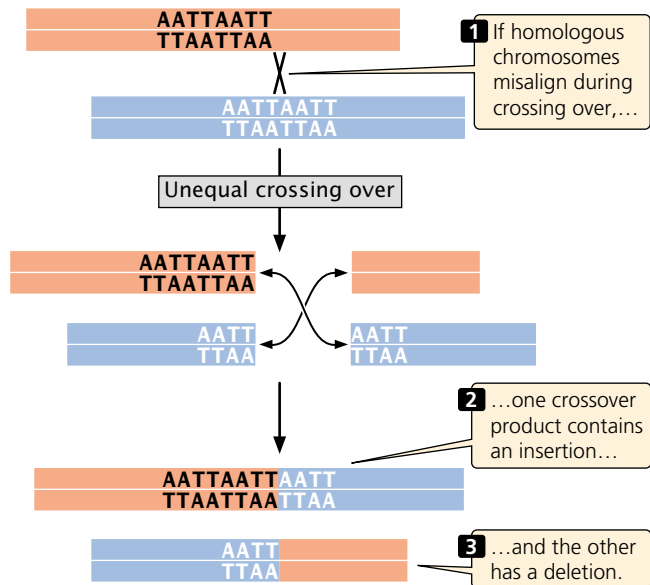 AATTAATT
TTAATTAA
1 If homologous
chromosomes
misalign during
crossing over,…
AATTAATT
TTAATTAA
Unequal crossing over
AATTAATT
TTAATTAA
AATT
TTAA
AATT
TTAA
2 …one crossover
product contains
an insertion…
AATTAATTAATT
TTAATTAATTAA
AATT
TTAA
3 …and the other
has a deletion.